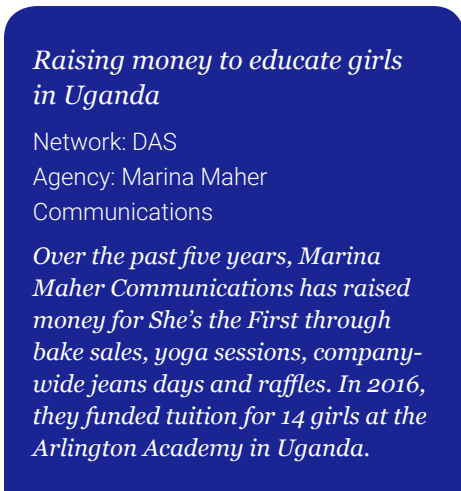 Raising money to educate girls
in Uganda
Network: DAS
Agency: Marina Maher
Communications
Over the past five years, Marina
Maher Communications has raised
money for She’s the First through
bake sales, yoga sessions, company-
wide jeans days and raffles. In 2016,
they funded tuition for 14 girls at the
Arlington Academy in Uganda.